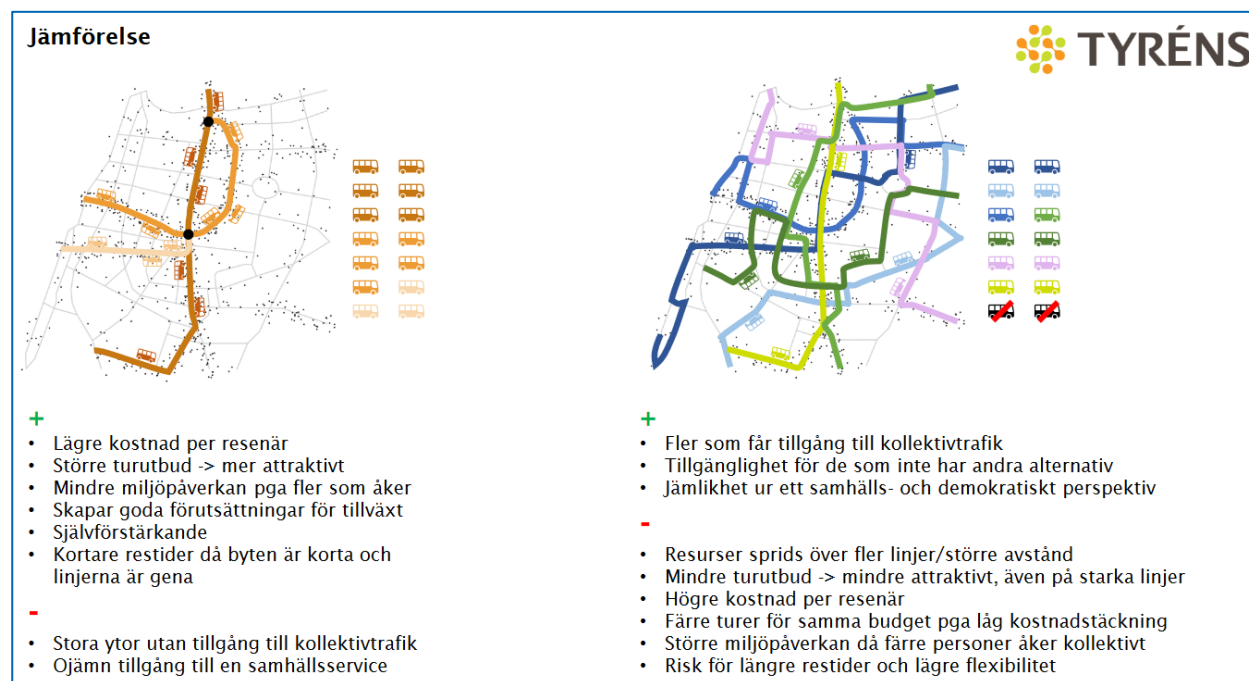 Jämförelse
TYRÉNS
+
• Lägre kostnad per resenär
• Större turutbud -> mer attraktivt
• Mindre miljöpåverkan pga fler som åker
• Skapar goda förutsättningar för tillväxt
• Självförstärkande
• Kortare restider då byten är korta och
linjerna är gena
-
• Stora ytor utan tillgång till kollektivtrafik
• Ojämn tillgång till en samhällsservice
+
• Fler som får tillgång till kollektivtrafik
• Tillgänglighet för de som inte har andra alternativ
• Jämlikhet ur ett samhälls- och demokratiskt perspektiv
-
• Resurser sprids över fler linjer/större avstånd
• Mindre turutbud -> mindre attraktivt, även på starka linjer
• Högre kostnad per resenär
• Färre turer för samma budget pga låg kostnadstäckning
• Större miljöpåverkan då färre personer åker kollektivt
• Risk för längre restider och lägre flexibilitet